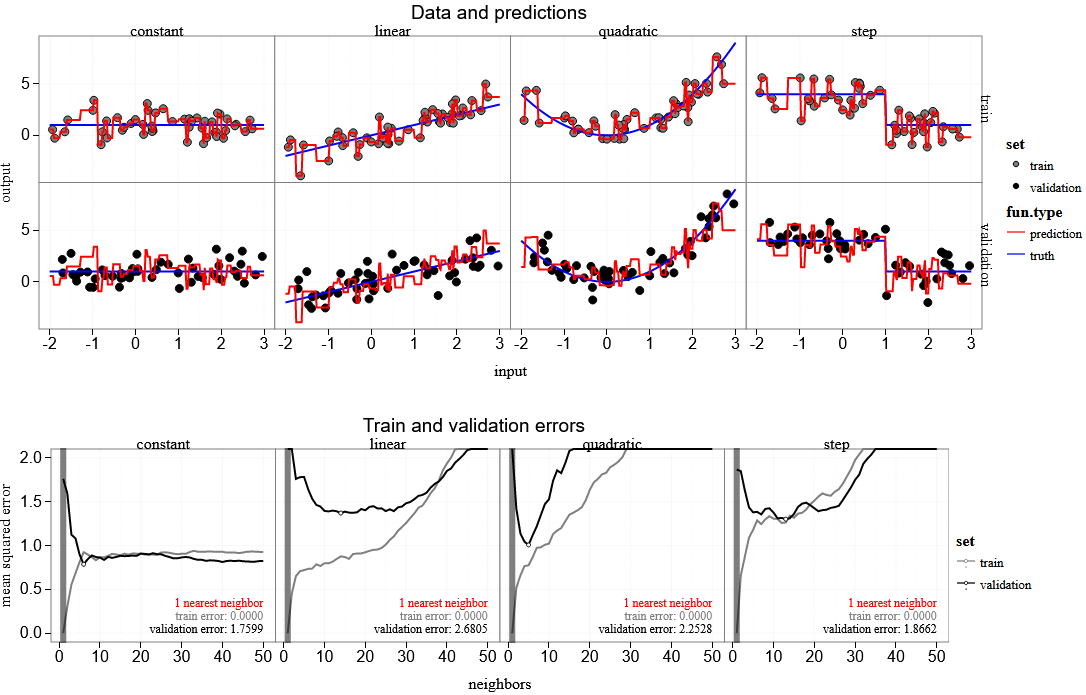 Data and predictions
constant linear quadratic step
5
0
train
output
5
0
validation
-2 -1 0 1 2 3 -2 -1 0 1 2 3 -2 -1 0 1 2 3 -2 -1 0 1 2 3
input
set
train
validation
fun.type
prediction
truth
Train and validation errors
constant linear quadratic step
2.0
1.5
1.0
0.5
0.0
mean squared error
1 nearest neighbor 1 nearest neighbor 1 nearest neighbor 1 nearest neighbor
train error: 0.0000 train error: 0.0000 train error: 0.0000 train error: 0.0000
validation error: 1.7599 validation error: 2.6805 validation error: 2.2528 validation error: 1.8662
0 10 20 30 40 50 0 10 20 30 40 50 0 10 20 30 40 50 0 10 20 30 40 50
neighbors
set
train
validation